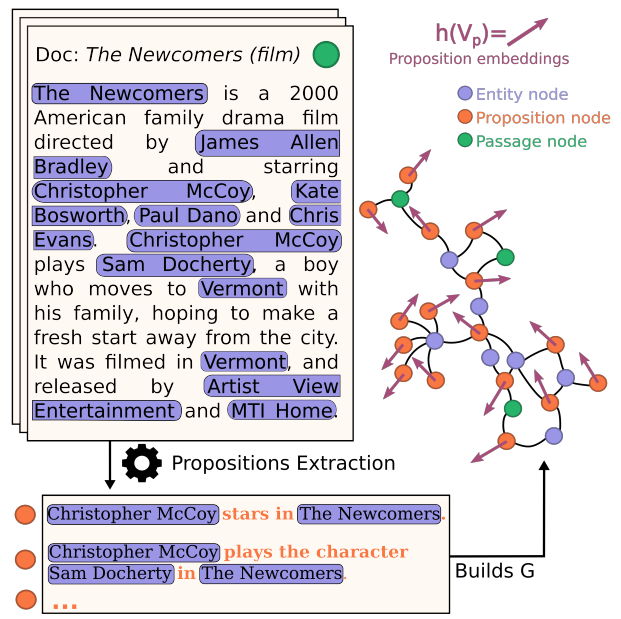 Doc: The Newcomers (film)
The Newcomers is a 2000
American family drama film
directed by James Allen
Bradley and starring
Christopher McCoy, Kate
Bosworth, Paul Dano and Chris
Evans. Christopher McCoy
plays Sam Docherty, a boy
who moves to Vermont with
his family, hoping to make a
fresh start away from the city.
It was filmed in Vermont, and
released by Artist View
Entertainment and MTI Home.
h(Vp)=
Proposition embeddings
Entity node
Proposition node
Passage node
Propositions Extraction
Christopher McCoy stars in The Newcomers.
Christopher McCoy plays the character
Sam Docherty in The Newcomers.
...
Builds G